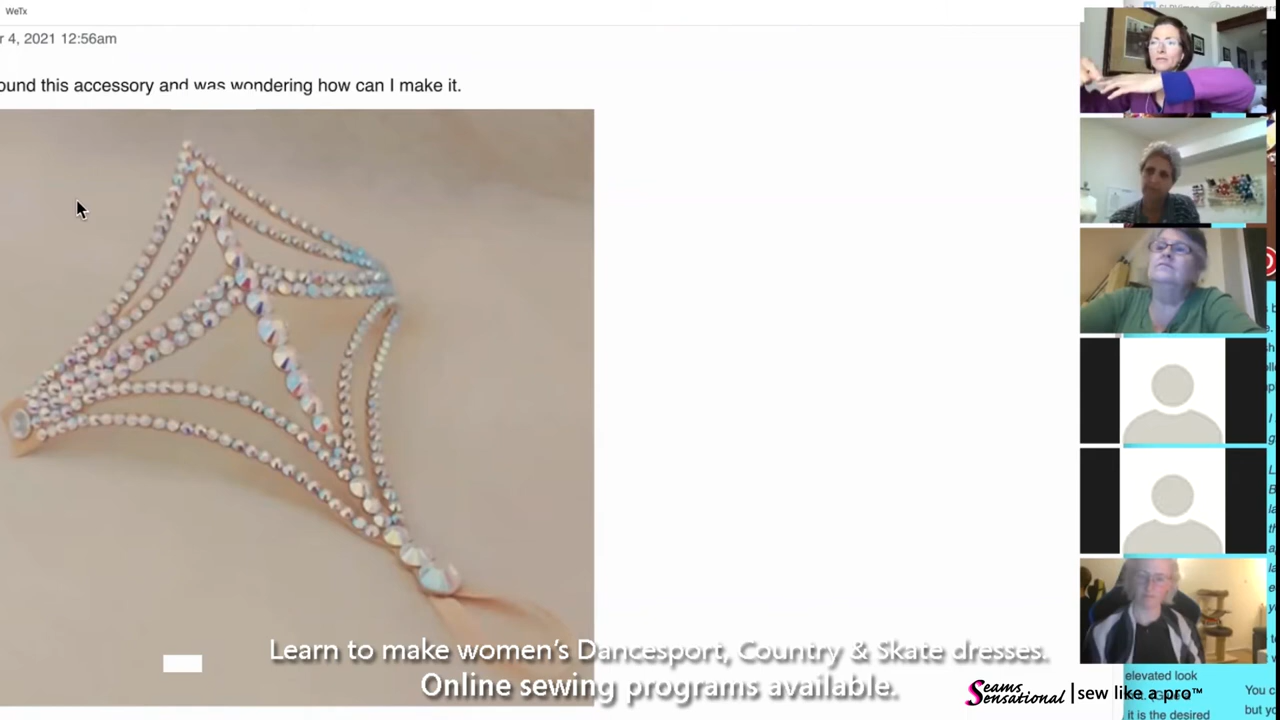 WeTx
r 4, 2021 12:56am
ound this accessory and was wondering how can I make it.
Learn to make women's Dancesport, Country & Skate dresses.
Online sewing programs available.
Seams
Sensational | sew like a pro™
elevated look
it is the desired
You c
but yo